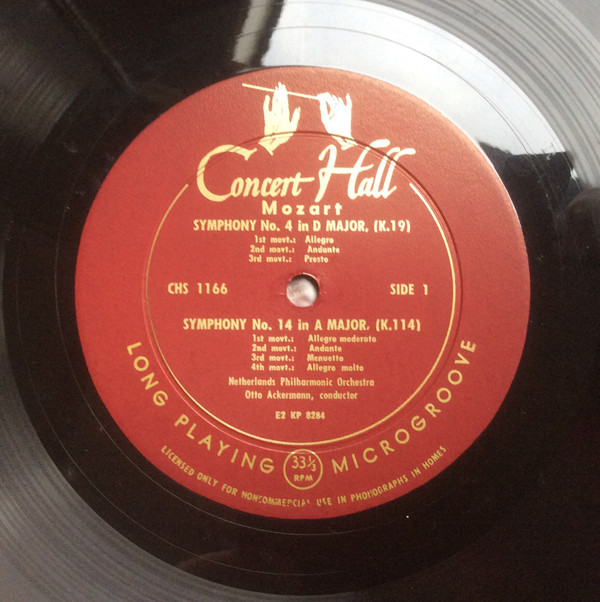 Concert Hall
Mozart
SYMPHONY No. 4 in D MAJOR, (K.19)
1st movt.: Allegro
2nd movt.: Andante
3rd movt.: Presto
CHS 1166 SIDE 1
SYMPHONY No. 14 in A MAJOR, (K.114)
1st movt.: Allegro moderato
2nd movt.: Andante
3rd movt.: Menuetto
4th movt.: Allegro molto
Netherlands Philharmonic Orchestra
Otto Ackermann, conductor
E2 KP 8284
LONG PLAYING 33⅓ RPM MICROGROOVE
LICENSED ONLY FOR NONCOMMERCIAL USE IN PHONOGRAPHS IN HOMES